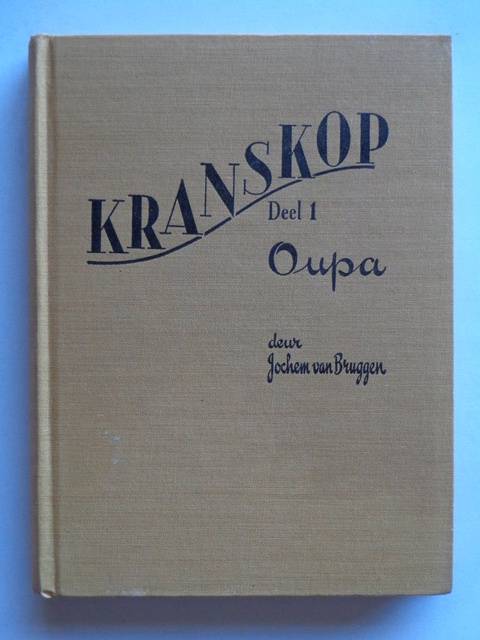 KRANSKOP
Deel 1
Oupa
deur
Jochem van Bruggen